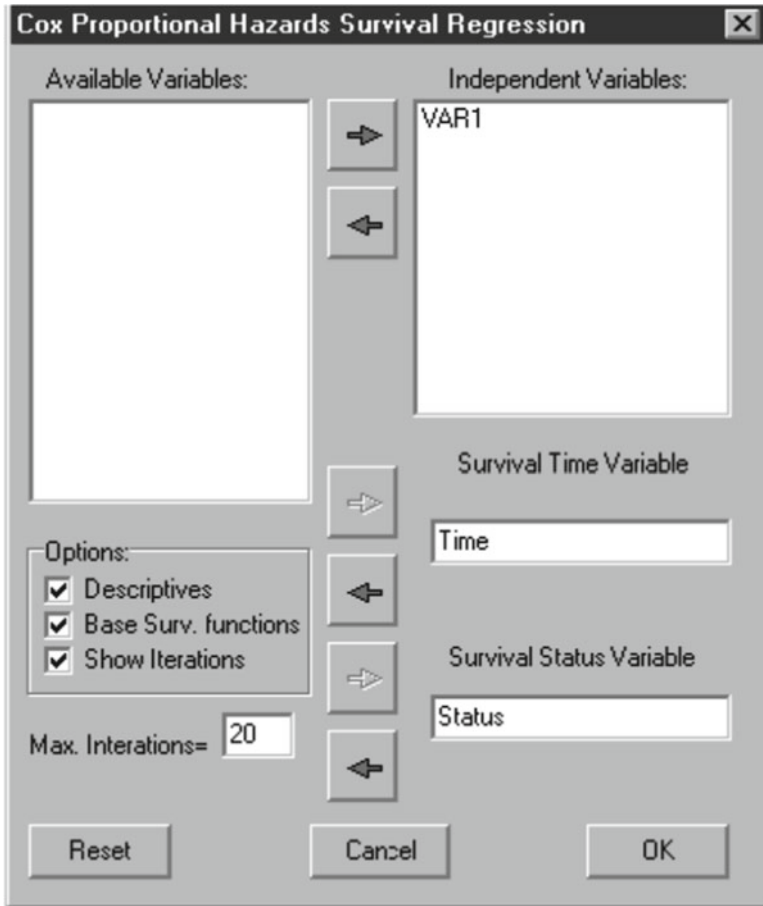 Cox Proportional Hazards Survival Regression
Available Variables:
Independent Variables:
VAR1
Survival Time Variable
Time
Options:
Descriptives
Base Surv. functions
Show Iterations
Survival Status Variable
Status
Max. Interations= 20
Reset
Cancel
OK